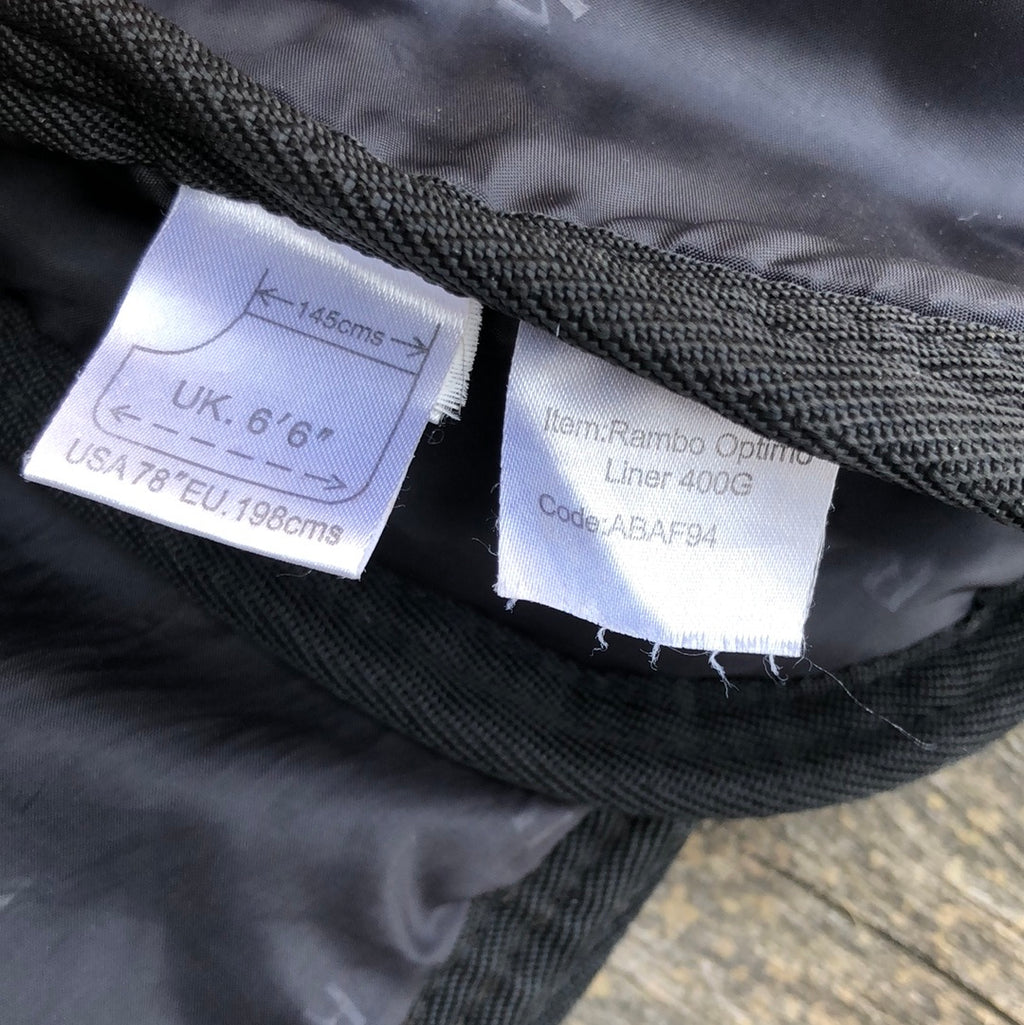 145cms
UK. 6'6"
USA 78"EU.198cms
Item:Rambo Optimo
Liner 400G
Code:ABAF94